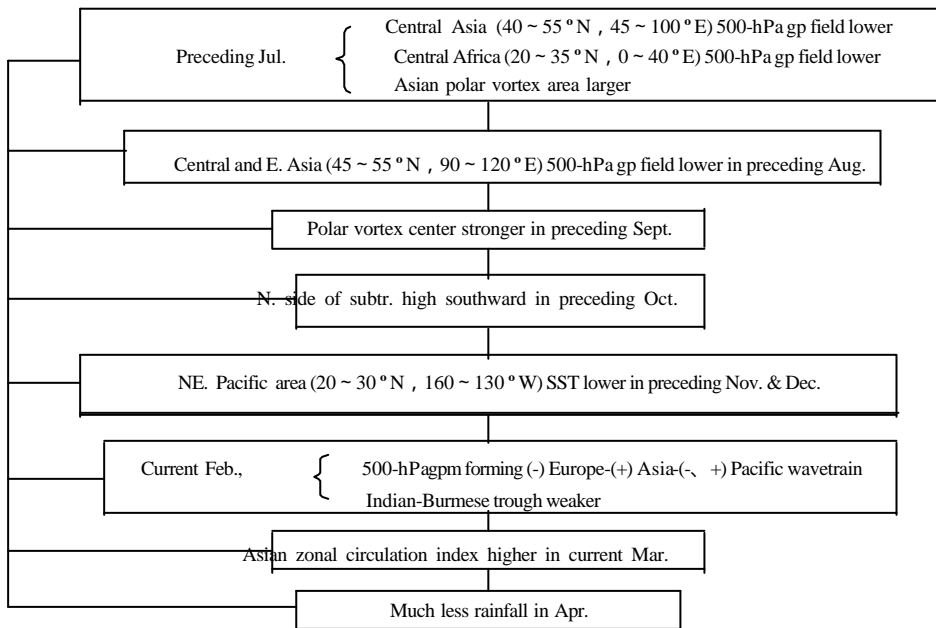 Central Asia (40 ~ 55°N , 45 ~ 100°E) 500-hPa gp field lower
Preceding Jul. { Central Africa (20 ~ 35°N , 0 ~ 40°E) 500-hPa gp field lower
Asian polar vortex area larger
Central and E. Asia (45 ~ 55°N , 90 ~ 120°E) 500-hPa gp field lower in preceding Aug.
Polar vortex center stronger in preceding Sept.
N. side of subtr. high southward in preceding Oct.
NE. Pacific area (20 ~ 30°N , 160 ~ 130°W) SST lower in preceding Nov. & Dec.
Current Feb., { 500-hPagpm forming (-) Europe-(+) Asia-(-、 +) Pacific wavetrain
Indian-Burmese trough weaker
Asian zonal circulation index higher in current Mar.
Much less rainfall in Apr.